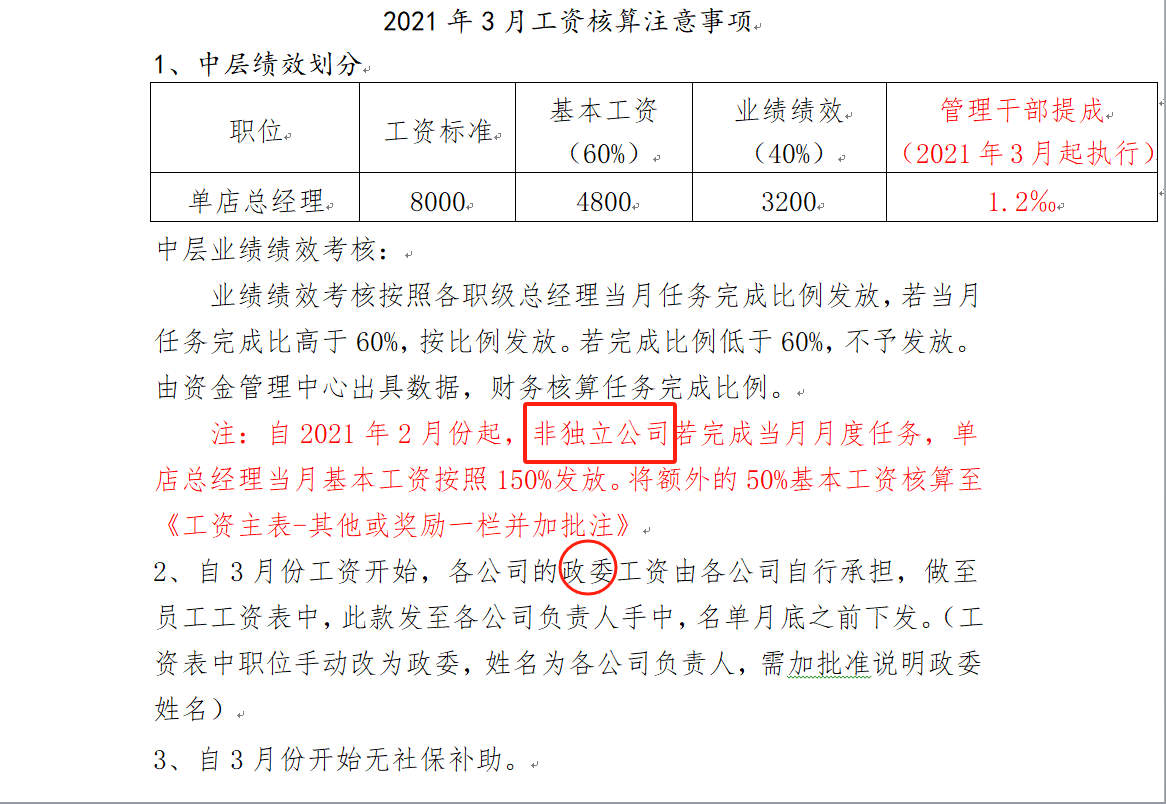 2021 年 3 月工资核算注意事项
1、中层绩效划分
职位 工资标准 基本工资（60%） 业绩绩效（40%） 管理干部提成（2021 年 3 月起执行）
单店总经理 8000 4800 3200 1.2‰
中层业绩绩效考核：
业绩绩效考核按照各职级总经理当月任务完成比例发放，若当月
任务完成比高于 60%，按比例发放。若完成比例低于 60%，不予发放。
由资金管理中心出具数据，财务核算任务完成比例。
注：自 2021 年 2 月份起，非独立公司若完成当月月度任务，单
店总经理当月基本工资按照 150%发放。将额外的 50%基本工资核算至
《工资主表-其他或奖励一栏并加批注》
2、自 3 月份工资开始，各公司的政委工资由各公司自行承担，做至
员工工资表中，此款发至各公司负责人手中，名单月底之前下发。（工
资表中职位手动改为政委，姓名为各公司负责人，需加批准说明政委
姓名）
3、自 3 月份开始无社保补助。